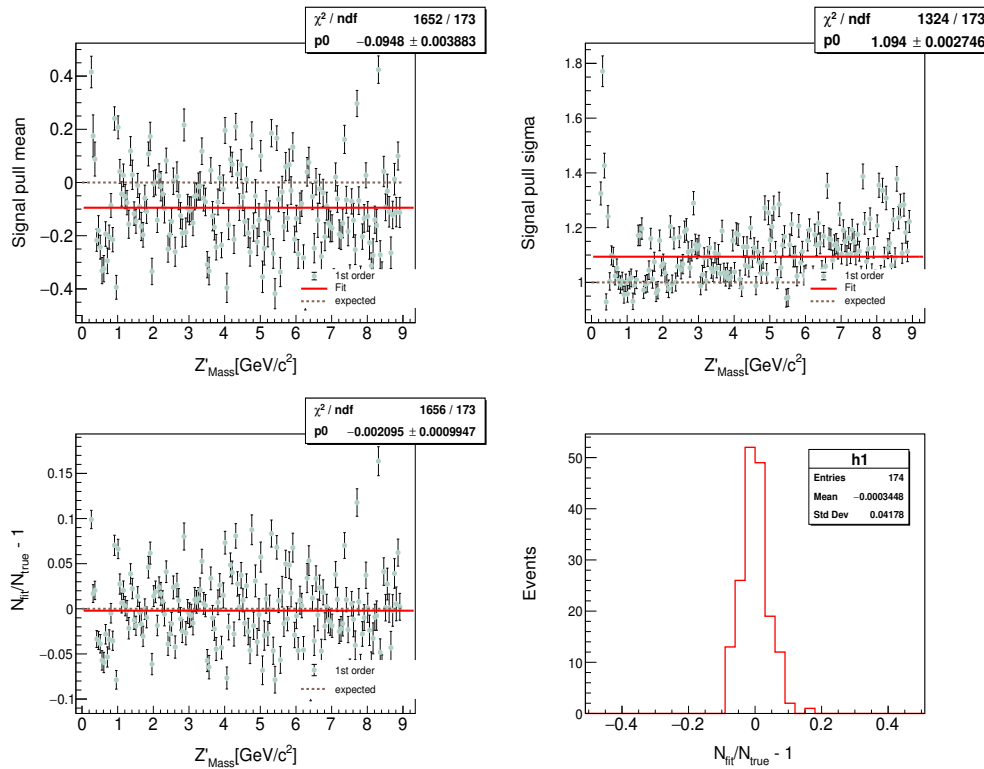 χ² / ndf 1652 / 173
p0 −0.0948 ± 0.003883
Signal pull mean
0.4
0.2
0
−0.2
−0.4
1st order
Fit
expected
0 1 2 3 4 5 6 7 8 9
Z'Mass[GeV/c²]
χ² / ndf 1324 / 173
p0 1.094 ± 0.002746
Signal pull sigma
1.8
1.6
1.4
1.2
1
1st order
Fit
expected
0 1 2 3 4 5 6 7 8 9
Z'Mass[GeV/c²]
χ² / ndf 1656 / 173
p0 −0.002095 ± 0.0009947
Nfit/Ntrue - 1
0.15
0.1
0.05
0
−0.05
−0.1
1st order
expected
0 1 2 3 4 5 6 7 8 9
Z'Mass[GeV/c²]
h1
Entries 174
Mean −0.0003448
Std Dev 0.04178
Events
50
40
30
20
10
0
−0.4 −0.2 0 0.2 0.4
Nfit/Ntrue - 1